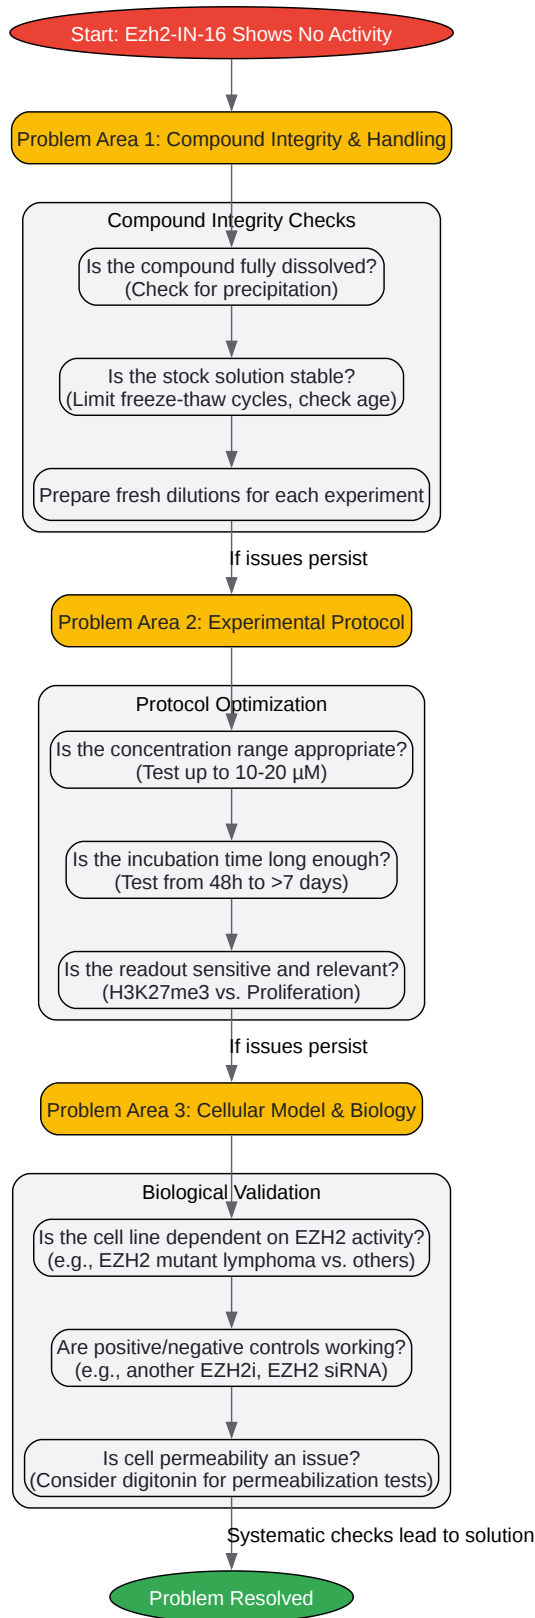 Start: Ezh2-IN-16 Shows No Activity
Problem Area 1: Compound Integrity & Handling
Compound Integrity Checks
Is the compound fully dissolved?
(Check for precipitation)
Is the stock solution stable?
(Limit freeze-thaw cycles, check age)
Prepare fresh dilutions for each experiment
If issues persist
Problem Area 2: Experimental Protocol
Protocol Optimization
Is the concentration range appropriate?
(Test up to 10-20 µM)
Is the incubation time long enough?
(Test from 48h to >7 days)
Is the readout sensitive and relevant?
(H3K27me3 vs. Proliferation)
If issues persist
Problem Area 3: Cellular Model & Biology
Biological Validation
Is the cell line dependent on EZH2 activity?
(e.g., EZH2 mutant lymphoma vs. others)
Are positive/negative controls working?
(e.g., another EZH2i, EZH2 siRNA)
Is cell permeability an issue?
(Consider digitonin for permeabilization tests)
Systematic checks lead to solution
Problem Resolved